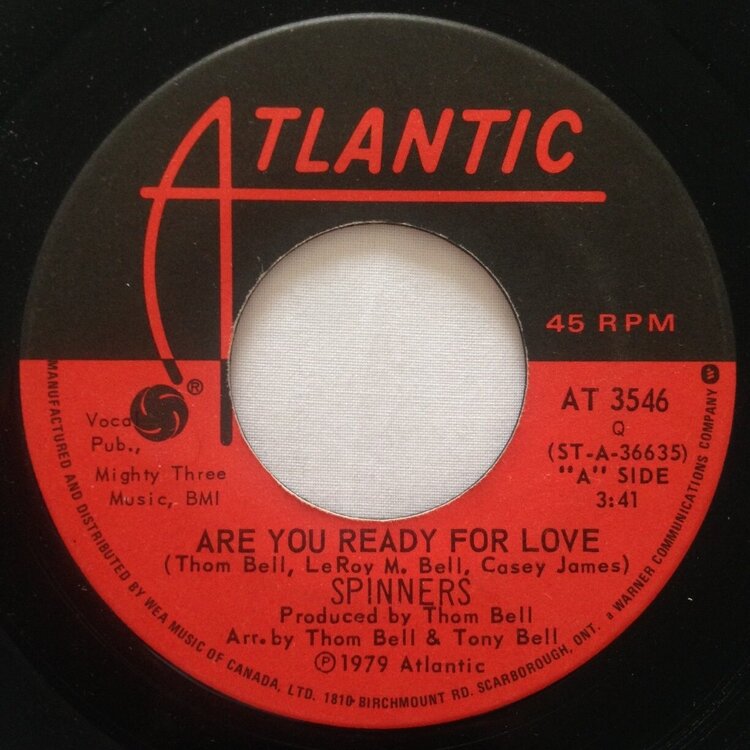 ATLANTIC
45 RPM
®
AT 3546
Q
(ST-A-36635)
"A" SIDE
3:41
Voca
Pub.,
Mighty Three
Music, BMI
ARE YOU READY FOR LOVE
(Thom Bell, LeRoy M. Bell, Casey James)
SPINNERS
Produced by Thom Bell
Arr. by Thom Bell & Tony Bell
℗ 1979 Atlantic
MANUFACTURED AND DISTRIBUTED BY WEA MUSIC OF CANADA, LTD. 1810 BIRCHMOUNT RD. SCARBOROUGH, ONT. a WARNER COMMUNICATIONS COMPANY